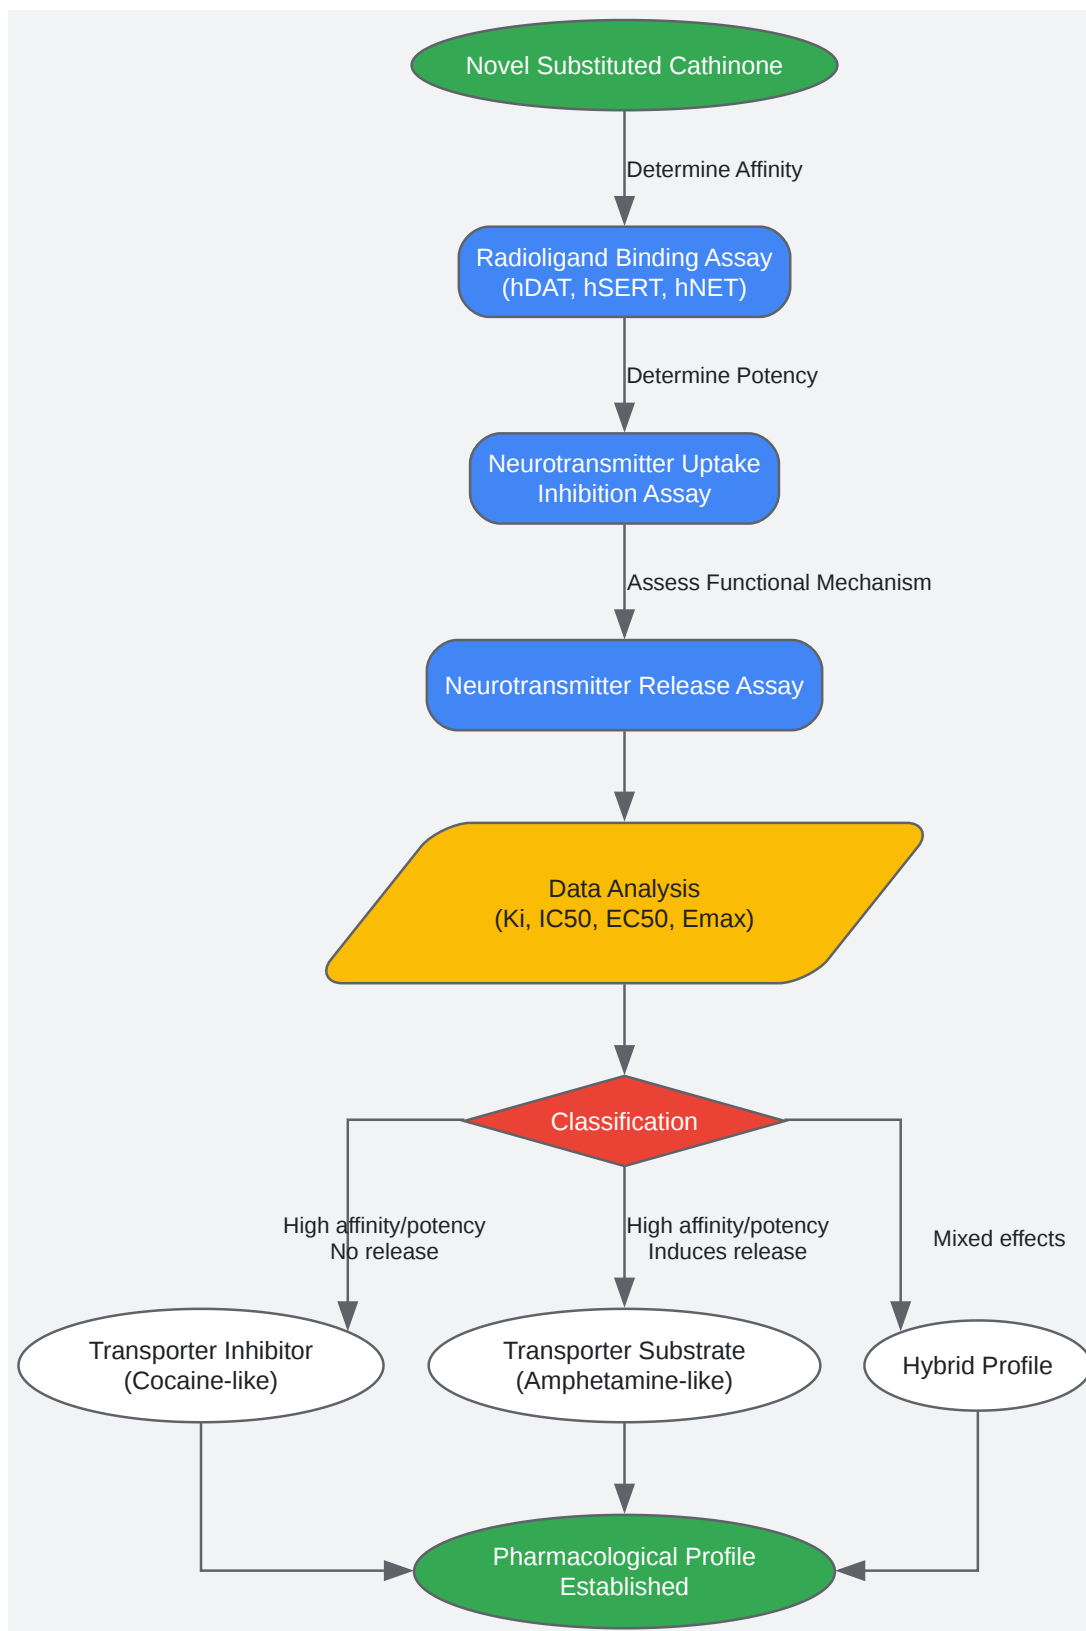 Novel Substituted Cathinone
Determine Affinity
Radioligand Binding Assay
(hDAT, hSERT, hNET)
Determine Potency
Neurotransmitter Uptake
Inhibition Assay
Assess Functional Mechanism
Neurotransmitter Release Assay
Data Analysis
(Ki, IC50, EC50, Emax)
Classification
High affinity/potency
No release
High affinity/potency
Induces release
Mixed effects
Transporter Inhibitor
(Cocaine-like)
Transporter Substrate
(Amphetamine-like)
Hybrid Profile
Pharmacological Profile
Established